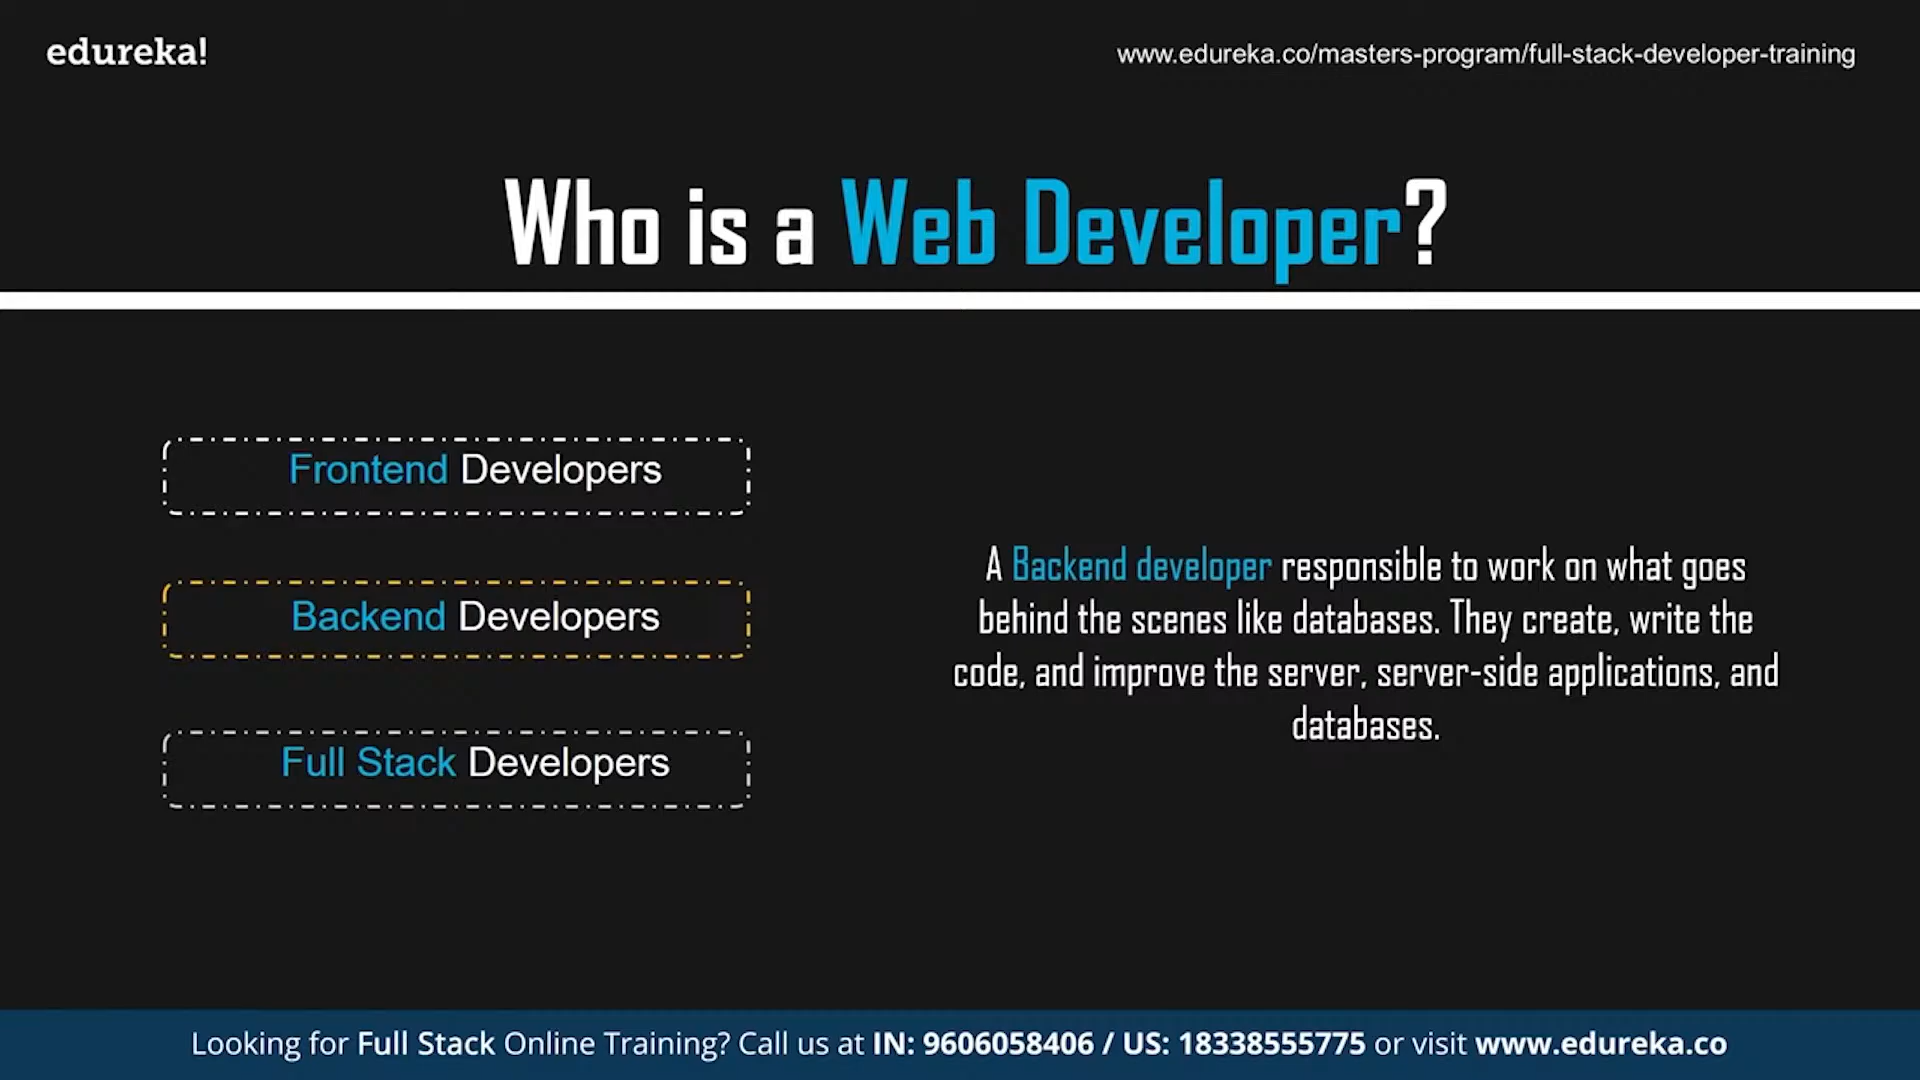 edureka!
www.edureka.co/masters-program/full-stack-developer-training
Who is a Web Developer?
Frontend Developers
Backend Developers
Full Stack Developers
A Backend developer responsible to work on what goes
behind the scenes like databases. They create, write the
code, and improve the server, server-side applications, and
databases.
Looking for Full Stack Online Training? Call us at IN: 9606058406 / US: 18338555775 or visit www.edureka.co